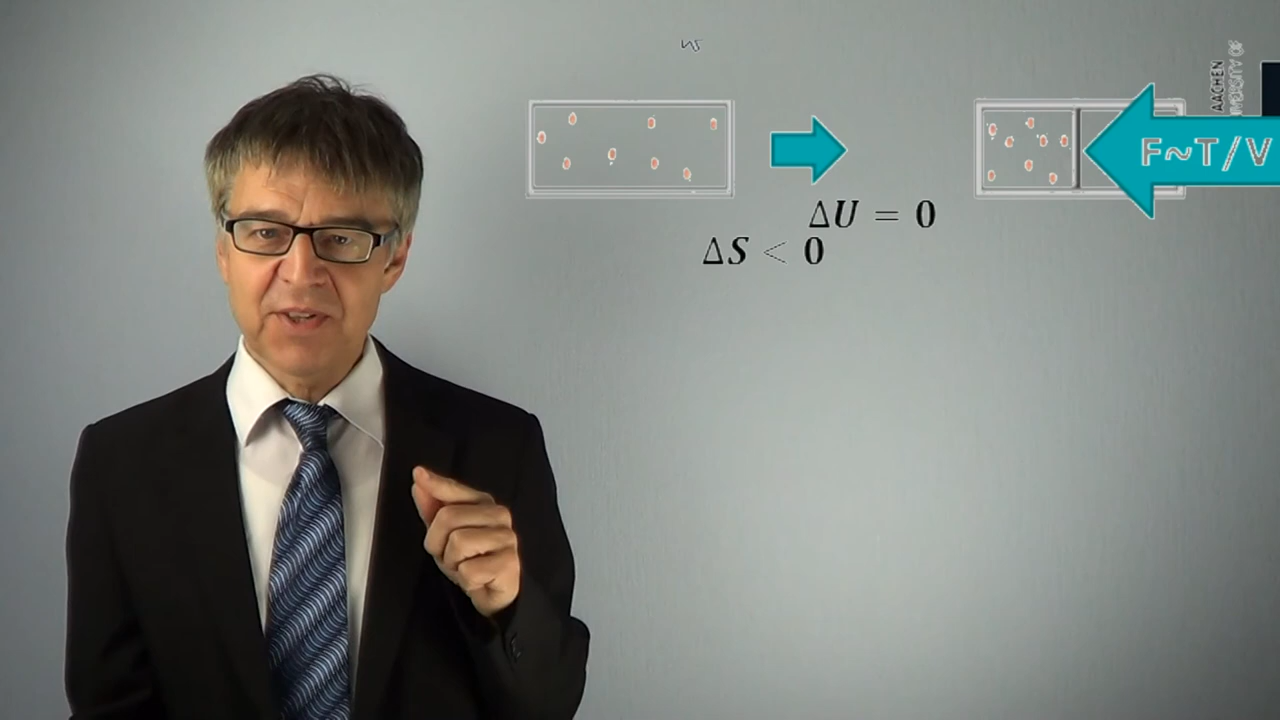 AACHEN
F~T/V
ΔU = 0
ΔS < 0